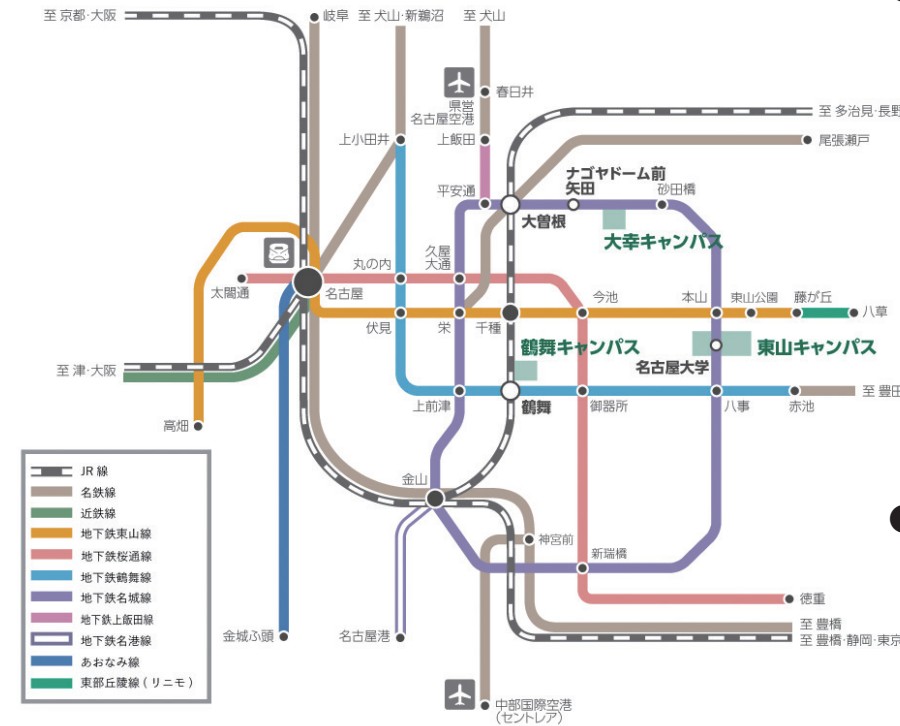 至 京都・大阪
岐阜
至 犬山・新鵜沼
至 犬山
春日井
県営
名古屋空港
至 多治見・長野
上小田井
上飯田
尾張瀬戸
平安通
ナゴヤドーム前
矢田
砂田橋
大曽根
大幸キャンパス
丸の内
久屋
大通
太閤通
名古屋
今池
本山
東山公園
藤が丘
八草
伏見
栄
千種
鶴舞キャンパス
東山キャンパス
名古屋大学
至 津・大阪
上前津
鶴舞
御器所
八事
赤池
至 豊田
高畑
金山
神宮前
新瑞橋
徳重
至 豊橋
至 豊橋・静岡・東京
金城ふ頭
名古屋港
中部国際空港
(セントレア)
JR 線
名鉄線
近鉄線
地下鉄東山線
地下鉄桜通線
地下鉄鶴舞線
地下鉄名城線
地下鉄上飯田線
地下鉄名港線
あおなみ線
東部丘陵線 ( リニモ )